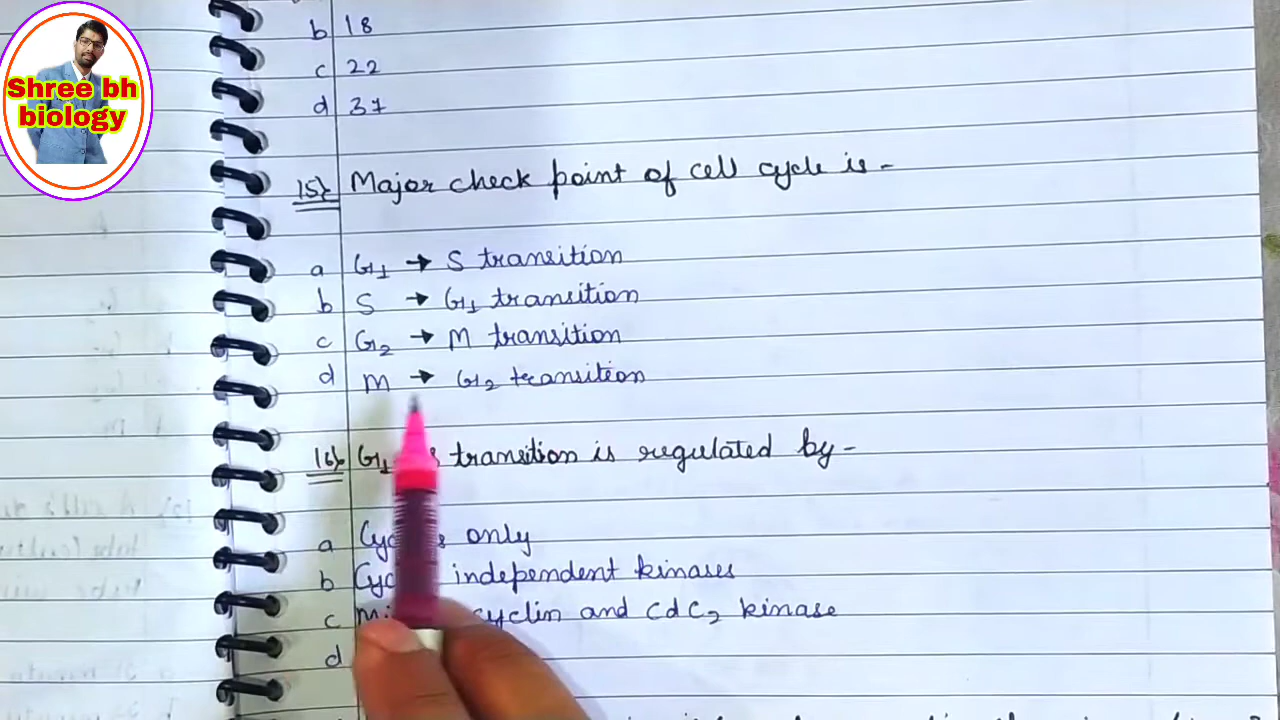 Shree bh
biology
b 18
c 22
d 37
15) Major check point of cell cycle is -
a G1 → S transition
b S → G1 transition
c G2 → M transition
d M → G2 transition
16) G1 S transition is regulated by -
a only
b independent kinases
c cyclin and cdc2 kinase
d